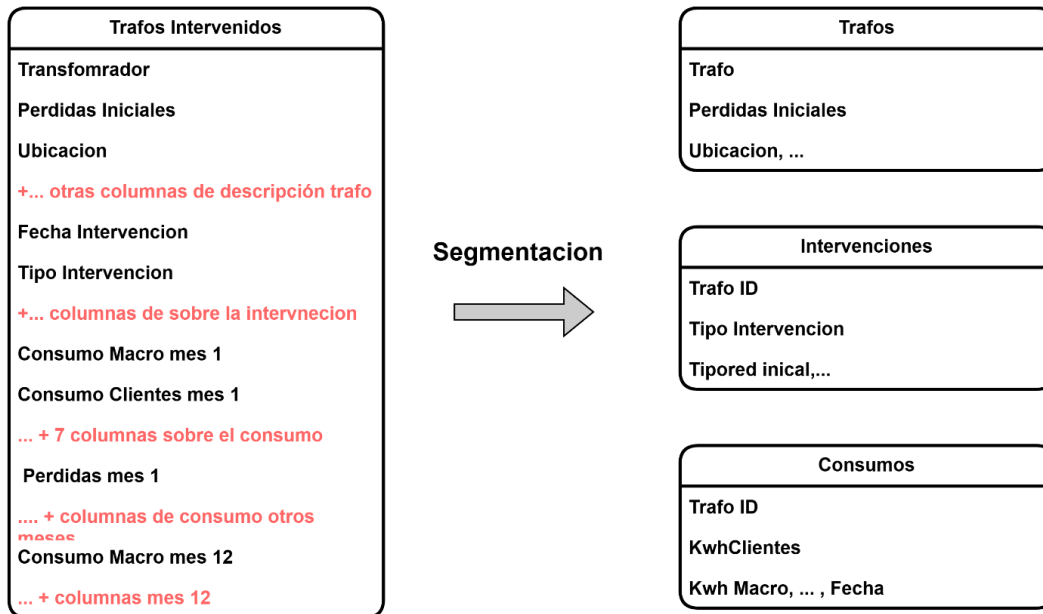 Trafos Intervenidos
Transfomrador
Perdidas Iniciales
Ubicacion
+... otras columnas de descripción trafo
Fecha Intervencion
Tipo Intervencion
+... columnas de sobre la intervnecion
Consumo Macro mes 1
Consumo Clientes mes 1
... + 7 columnas sobre el consumo
Perdidas mes 1
.... + columnas de consumo otros
meses
Consumo Macro mes 12
... + columnas mes 12
Segmentacion
Trafos
Trafo
Perdidas Iniciales
Ubicacion, ...
Intervenciones
Trafo ID
Tipo Intervencion
Tipored inical,...
Consumos
Trafo ID
KwhClientes
Kwh Macro, ... , Fecha